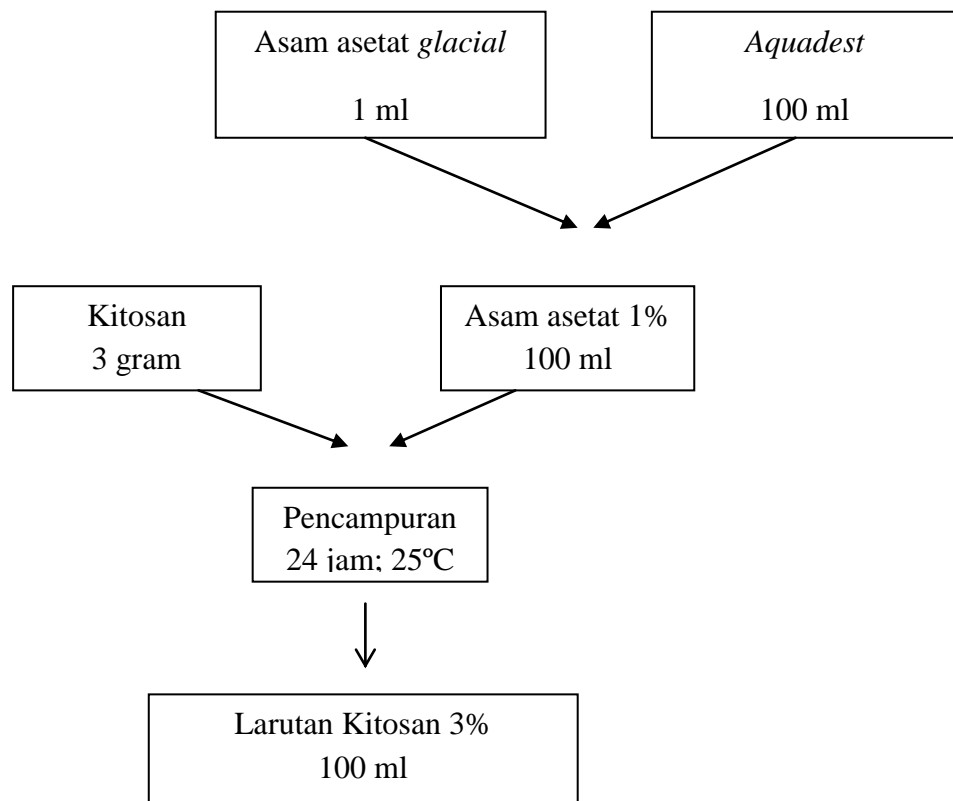 Asam asetat glacial
1 ml
Aquadest
100 ml
Kitosan
3 gram
Asam asetat 1%
100 ml
Pencampuran
24 jam; 25ºC
Larutan Kitosan 3%
100 ml